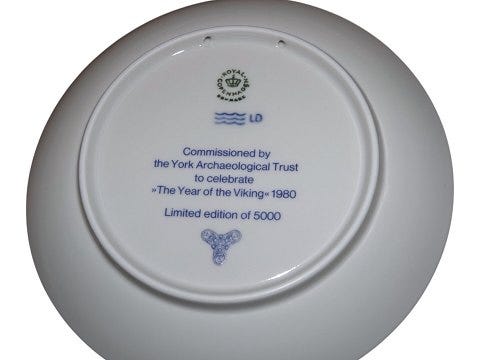 ROYAL
COPENHAGEN
DENMARK
LD
Commissioned by
the York Archaeological Trust
to celebrate
»The Year of the Viking« 1980
Limited edition of 5000